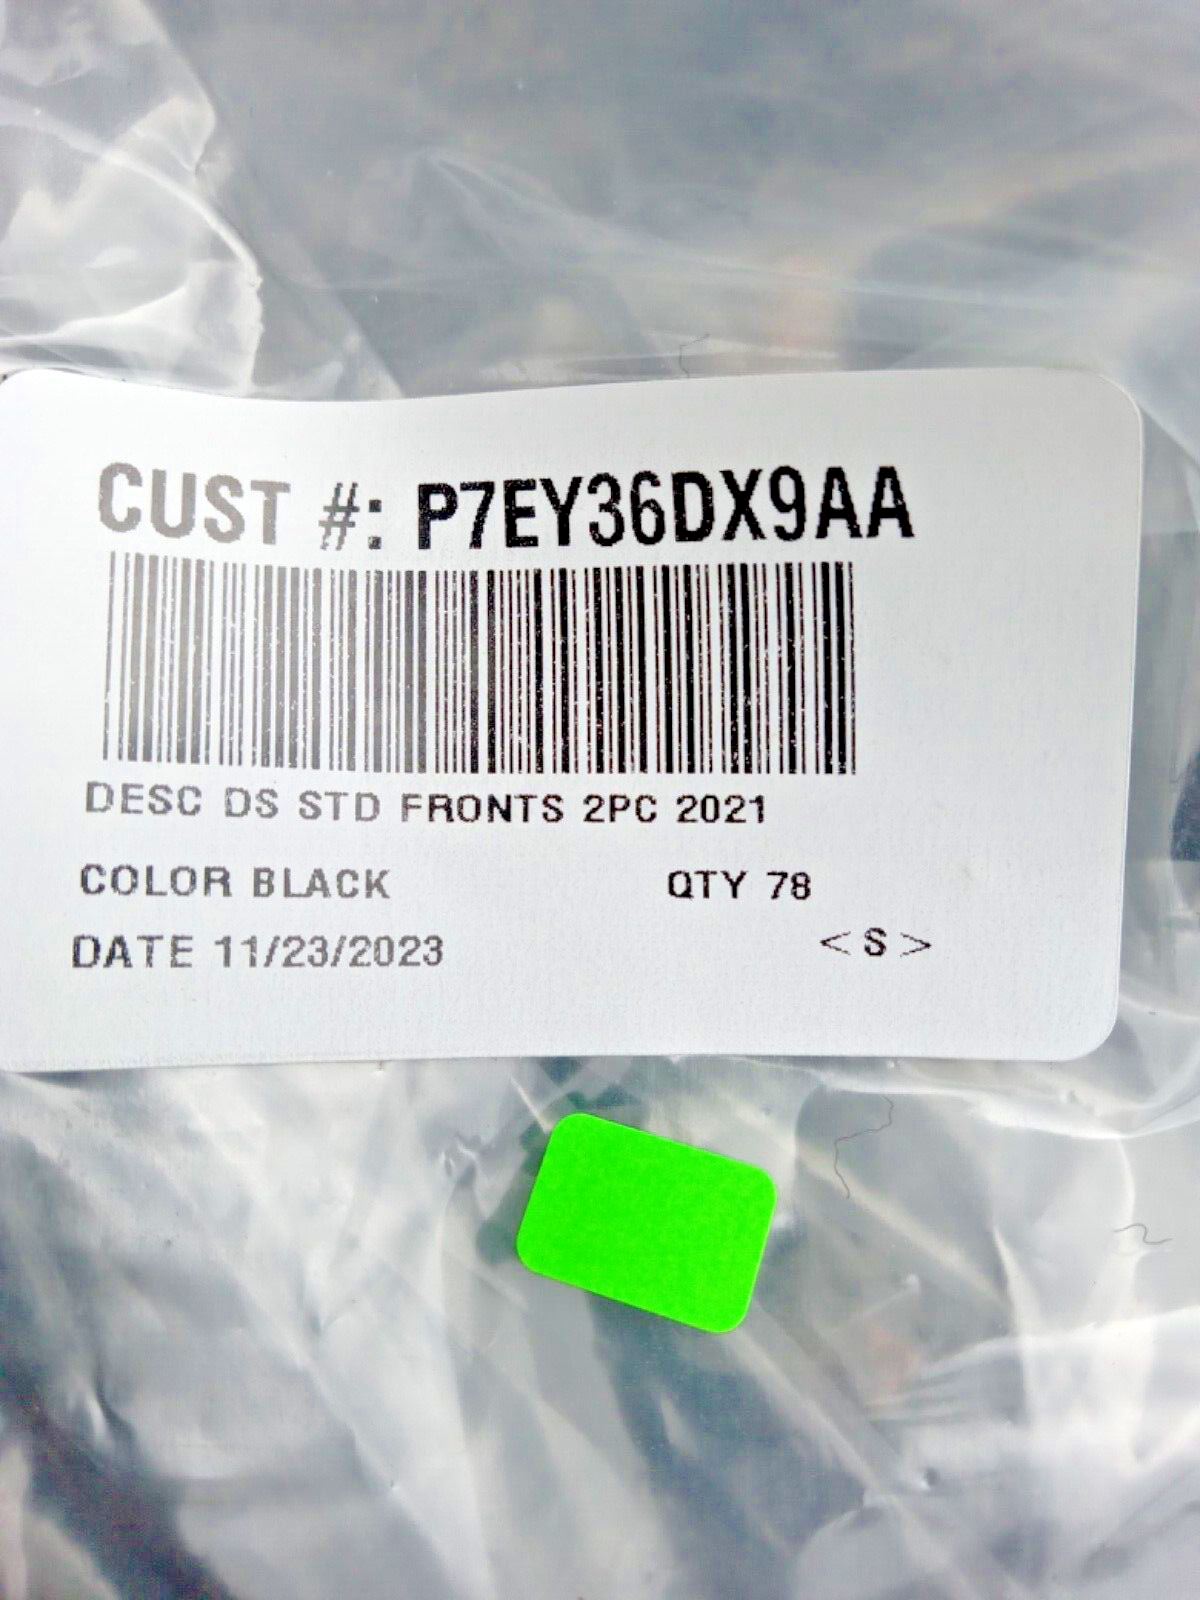 CUST #: P7EY36DX9AA
DESC DS STD FRONTS 2PC 2021
COLOR BLACK QTY 78
DATE 11/23/2023 <S>